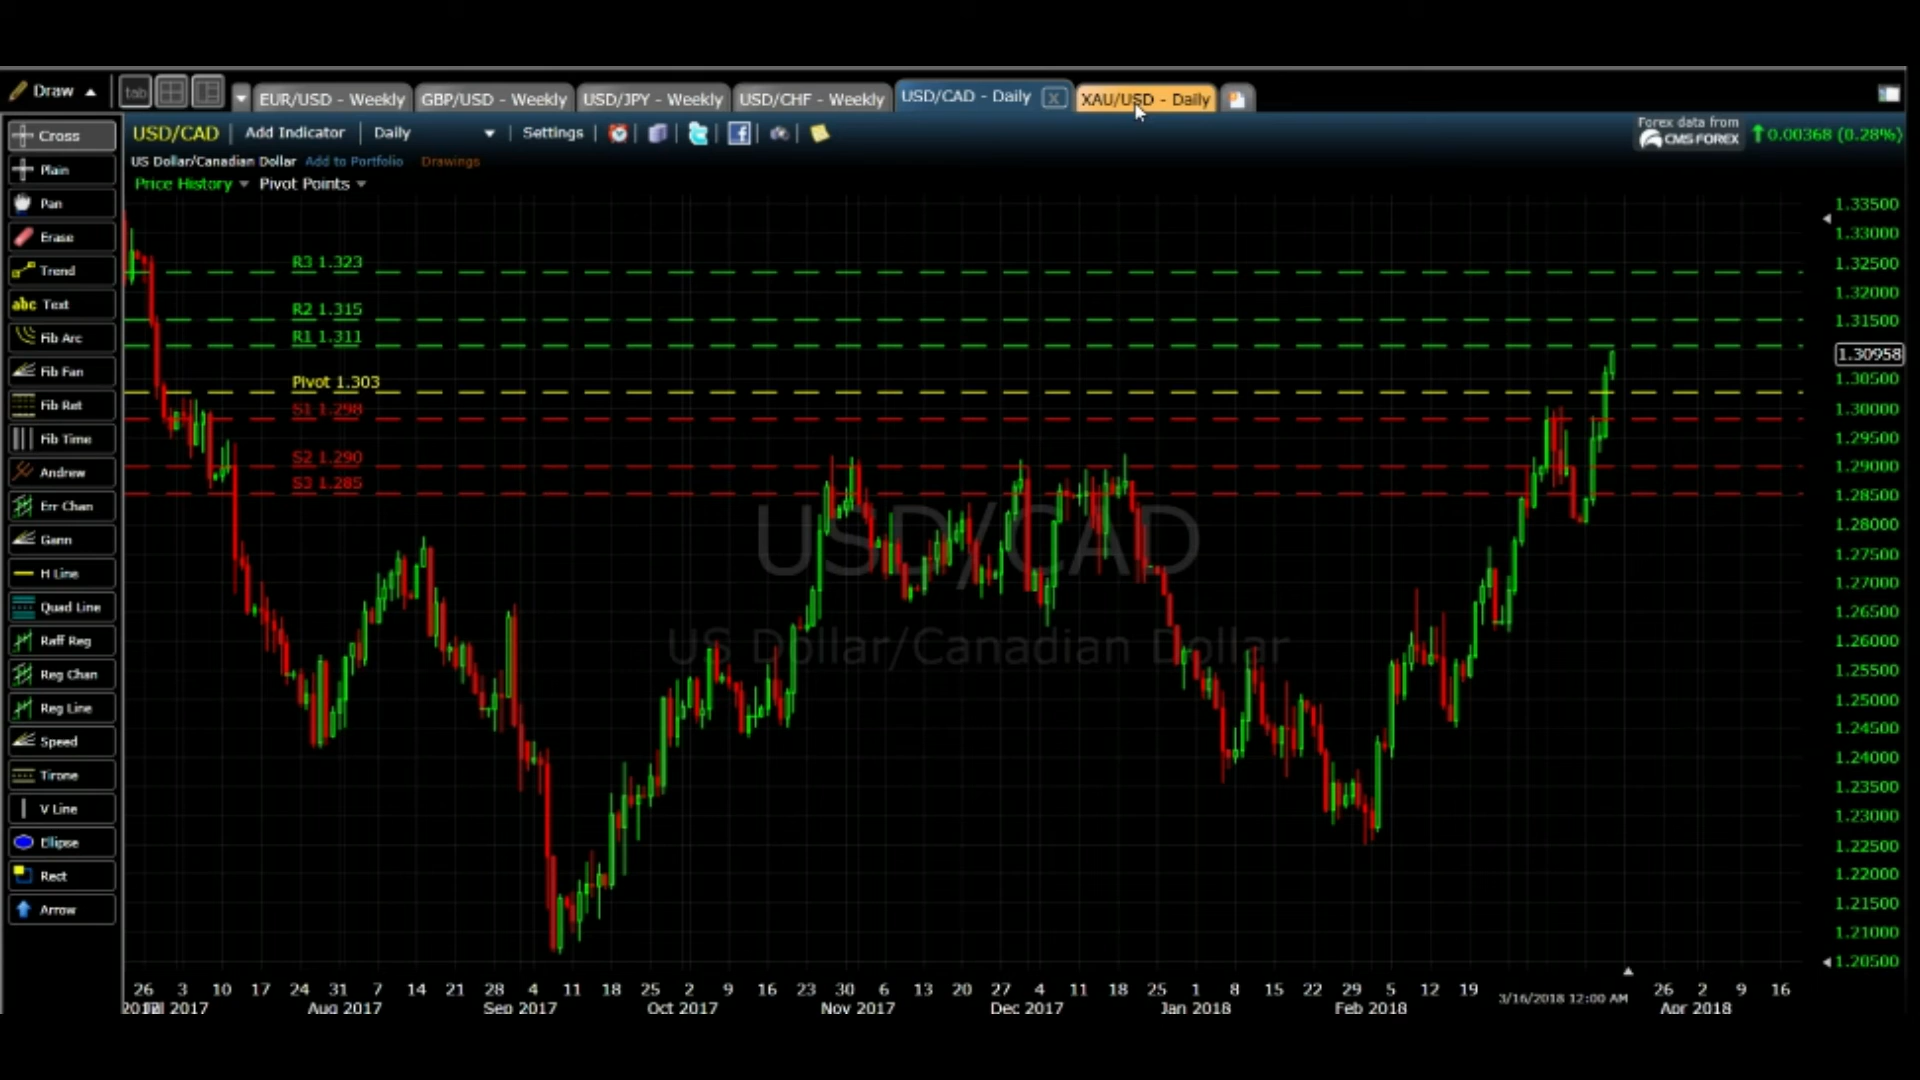 Draw tab EUR/USD - Weekly GBP/USD - Weekly USD/JPY - Weekly USD/CHF - Weekly USD/CAD - Daily x XAU/USD - Daily
USD/CAD Add Indicator Daily Settings
Forex data from
CMS FOREX
0.00368 (0.28%)
US Dollar/Canadian Dollar Add to Portfolio Drawings
Price History Pivot Points
Cross
Plain
Pan
Erase
Trend
abc Text
Fib Arc
Fib Fan
Fib Ret
Fib Time
Andrew
Err Chan
Gann
H Line
Quad Line
Raff Reg
Reg Chan
Reg Line
Speed
Tirone
V Line
Ellipse
Rect
Arrow
R3 1.323
R2 1.315
R1 1.311
Pivot 1.303
S1 1.298
S2 1.290
S3 1.285
USD/CAD
US Dollar/Canadian Dollar
1.33500
1.33000
1.32500
1.32000
1.31500
1.30958
1.30500
1.30000
1.29500
1.29000
1.28500
1.28000
1.27500
1.27000
1.26500
1.26000
1.25500
1.25000
1.24500
1.24000
1.23500
1.23000
1.22500
1.22000
1.21500
1.21000
1.20500
26 3 10 17 24 31 7 14 21 28 4 11 18 25 2 9 16 23 30 6 13 20 27 4 11 18 25 1 8 15 22 29 5 12 19 3/16/2018 12:00 AM 26 2 9 16
2017 Aug 2017 Sep 2017 Oct 2017 Nov 2017 Dec 2017 Jan 2018 Feb 2018 Apr 2018